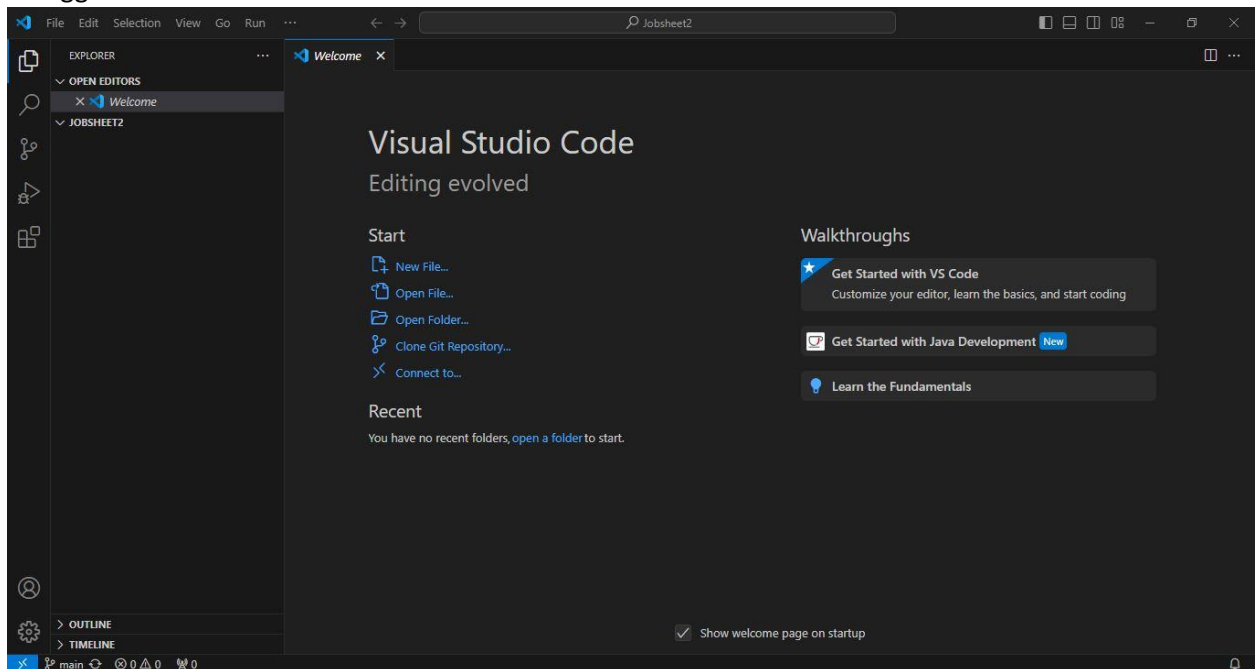 File Edit Selection View Go Run ··· Jobsheet2
EXPLORER ···
Welcome
OPEN EDITORS
Welcome
JOBSHEET2
Visual Studio Code
Editing evolved
Start
New File...
Open File...
Open Folder...
Clone Git Repository...
Connect to...
Recent
You have no recent folders, open a folder to start.
Walkthroughs
Get Started with VS Code
Customize your editor, learn the basics, and start coding
Get Started with Java Development New
Learn the Fundamentals
OUTLINE
TIMELINE
Show welcome page on startup
main 0 0 0